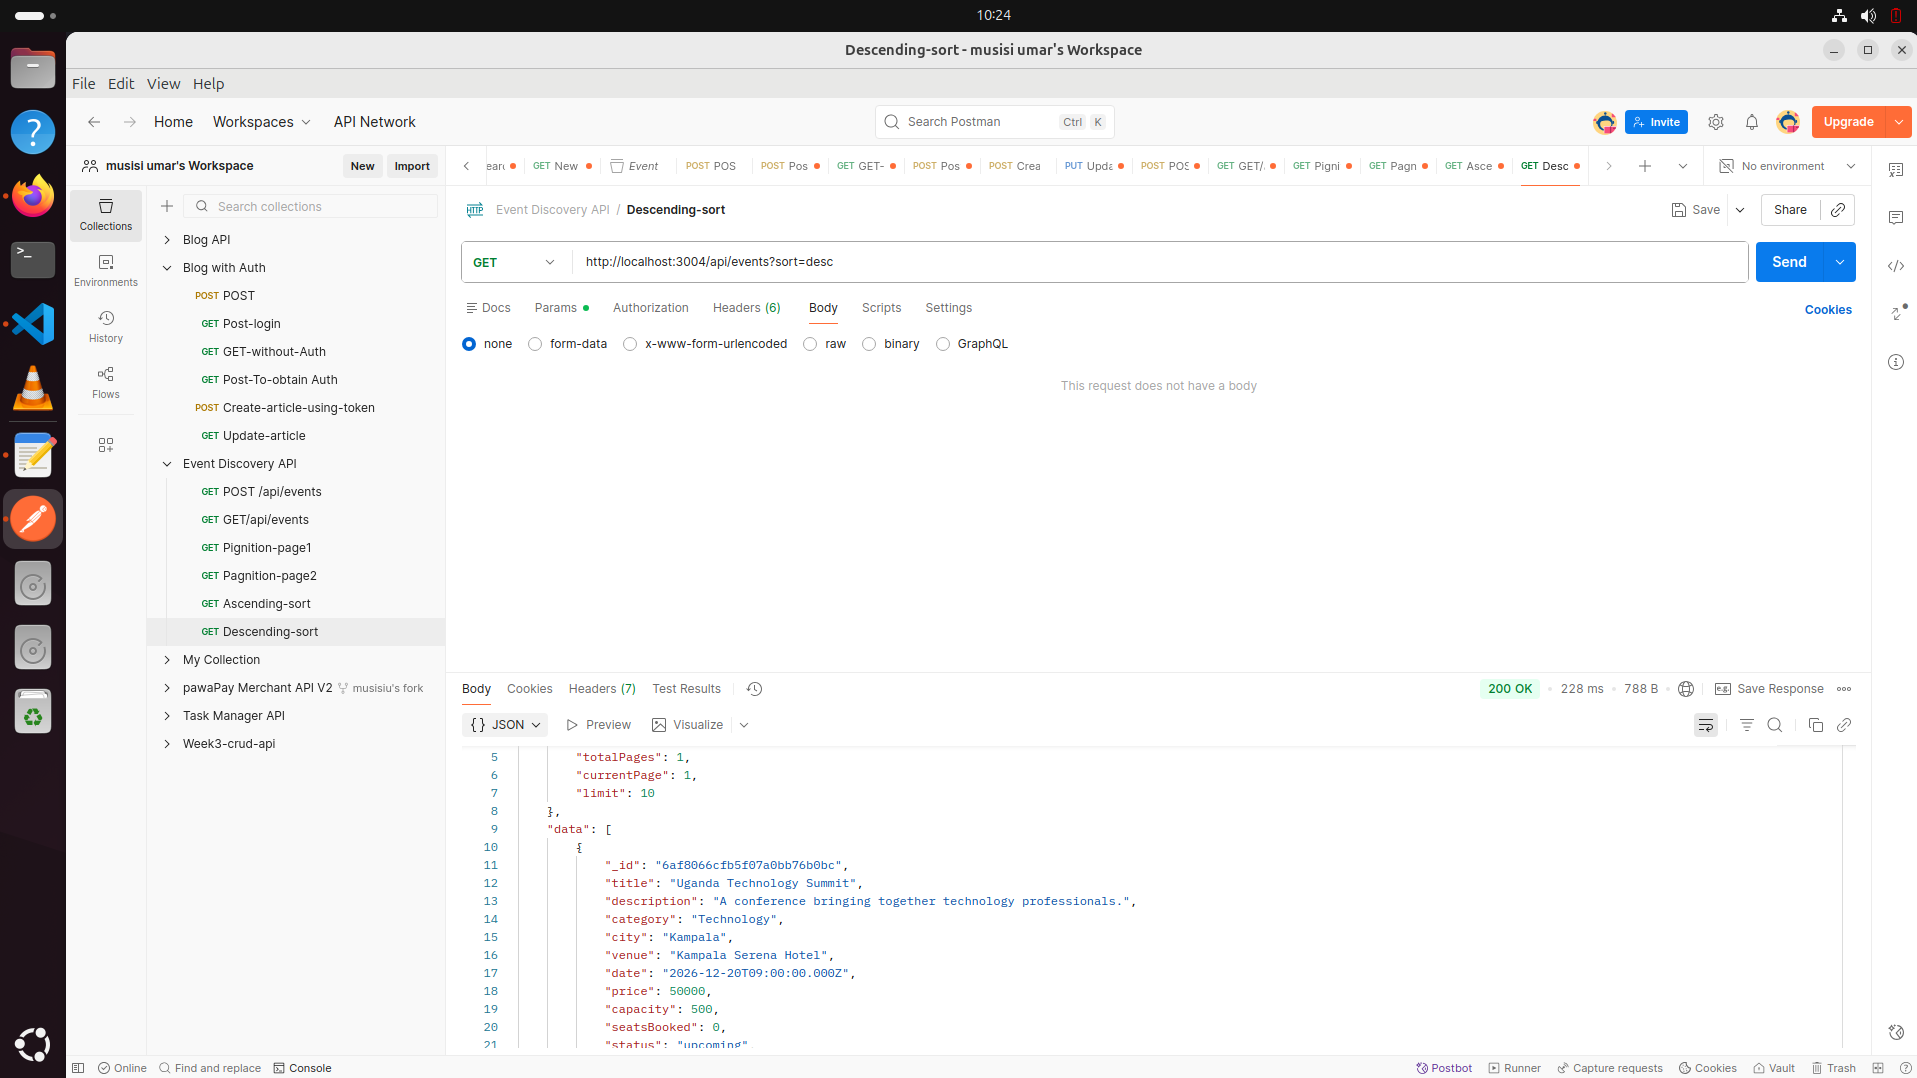 10:24
Descending-sort - musisi umar's Workspace
File Edit View Help
Home Workspaces API Network
Search Postman Ctrl K
Invite
Upgrade
musisi umar's Workspace New Import
GET New Event POST POS POST Pos GET GET- POST Pos POST Crea PUT Upda POST POS GET GET/ GET Pigni GET Pagn GET Asce GET Desc
No environment
Collections
Environments
History
Flows
Search collections
Blog API
Blog with Auth
POST POST
GET Post-login
GET GET-without-Auth
GET Post-To-obtain Auth
POST Create-article-using-token
GET Update-article
Event Discovery API
GET POST /api/events
GET GET/api/events
GET Pignition-page1
GET Pagnition-page2
GET Ascending-sort
GET Descending-sort
My Collection
pawaPay Merchant API V2 musisiu's fork
Task Manager API
Week3-crud-api
HTTP Event Discovery API / Descending-sort
Save Share
GET http://localhost:3004/api/events?sort=desc
Send
Docs Params Authorization Headers (6) Body Scripts Settings
Cookies
none form-data x-www-form-urlencoded raw binary GraphQL
This request does not have a body
Body Cookies Headers (7) Test Results
200 OK 228 ms 788 B e.g. Save Response
{} JSON Preview Visualize
5 "totalPages": 1,
6 "currentPage": 1,
7 "limit": 10
8 },
9 "data": [
10 {
11 "_id": "6af8066cfb5f07a0bb76b0bc",
12 "title": "Uganda Technology Summit",
13 "description": "A conference bringing together technology professionals.",
14 "category": "Technology",
15 "city": "Kampala",
16 "venue": "Kampala Serena Hotel",
17 "date": "2026-12-20T09:00:00.000Z",
18 "price": 50000,
19 "capacity": 500,
20 "seatsBooked": 0,
21 "status": "upcoming",
Online Find and replace Console
Postbot Runner Capture requests Cookies Vault Trash